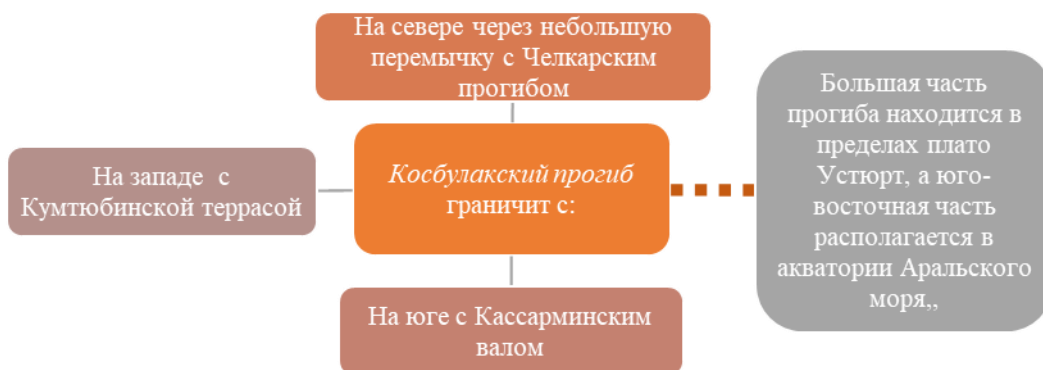 На севере через небольшую
перемычку с Челкарским
прогибом
На западе с
Кумтюбинской террасой
Косбулакский прогиб
граничит с:
Большая часть
прогиба находится в
пределах плато
Устюрт, а юго-
восточная часть
располагается в
акватории Аральского
моря,,
На юге с Кассарминским
валом